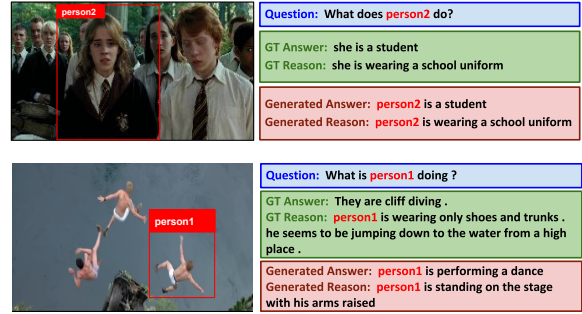 person2
Question: What does person2 do?
GT Answer: she is a student
GT Reason: she is wearing a school uniform
Generated Answer: person2 is a student
Generated Reason: person2 is wearing a school uniform
person1
Question: What is person1 doing ?
GT Answer: They are cliff diving .
GT Reason: person1 is wearing only shoes and trunks .
he seems to be jumping down to the water from a high
place .
Generated Answer: person1 is performing a dance
Generated Reason: person1 is standing on the stage
with his arms raised